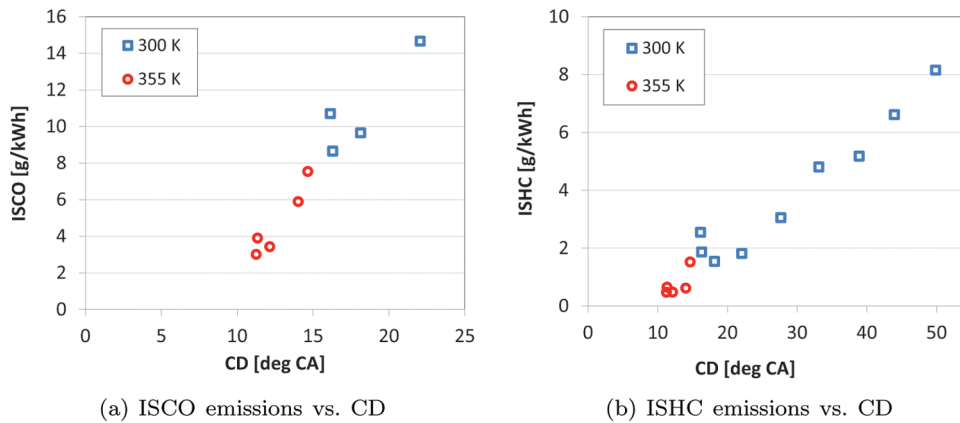 16
14
12
10
8
6
4
2
0
ISCO [g/kWh]
300 K
355 K
0 5 10 15 20 25
CD [deg CA]
(a) ISCO emissions vs. CD
8
6
4
2
0
ISHC [g/kWh]
300 K
355 K
0 10 20 30 40 50
CD [deg CA]
(b) ISHC emissions vs. CD